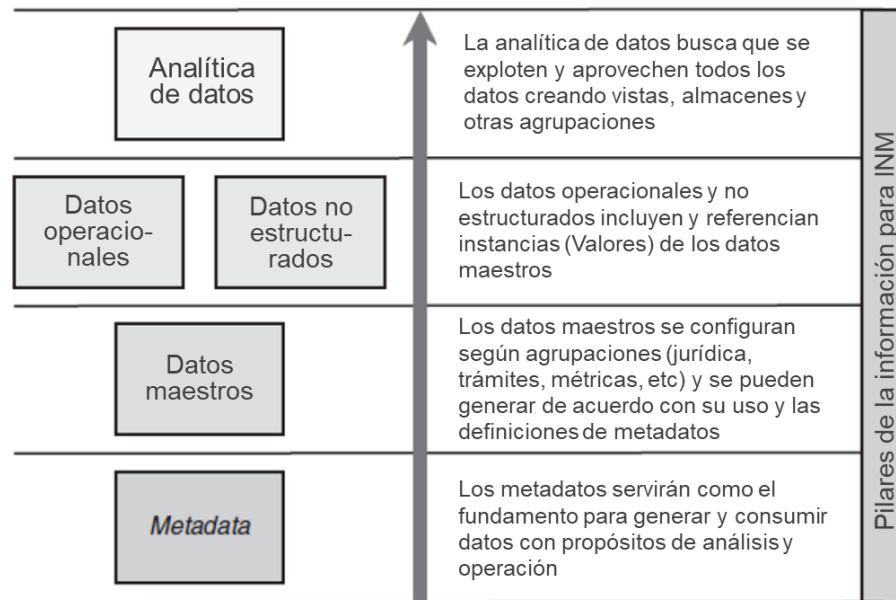 Analítica
de datos
La analítica de datos busca que se
exploten y aprovechen todos los
datos creando vistas, almacenes y
otras agrupaciones
Datos
operacio-
nales
Datos no
estructu-
rados
Los datos operacionales y no
estructurados incluyen y referencian
instancias (Valores) de los datos
maestros
Datos
maestros
Los datos maestros se configuran
según agrupaciones (jurídica,
trámites, métricas, etc) y se pueden
generar de acuerdo con su uso y las
definiciones de metadatos
Metadata
Los metadatos servirán como el
fundamento para generar y consumir
datos con propósitos de análisis y
operación
Pilares de la información para INM